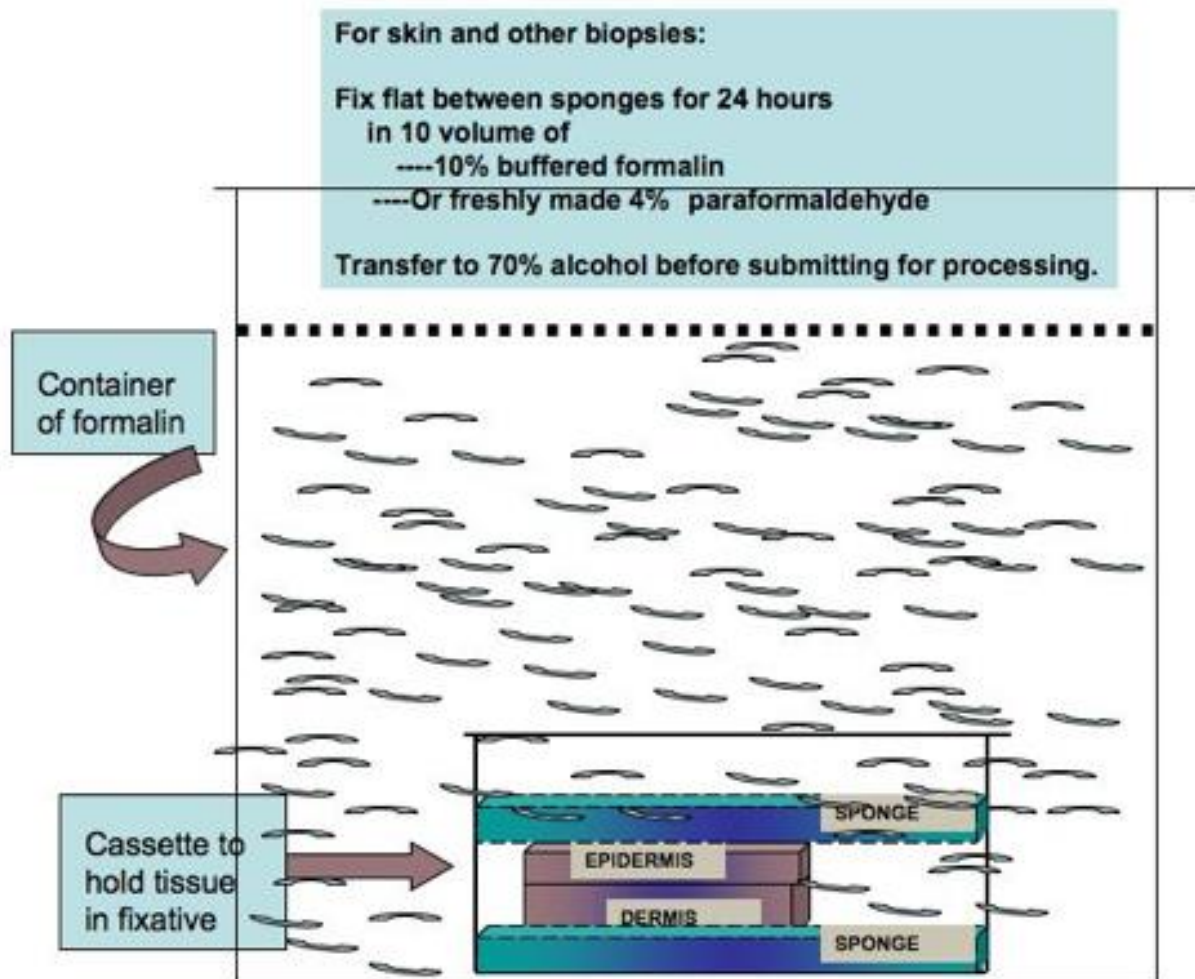 For skin and other biopsies:
Fix flat between sponges for 24 hours
in 10 volume of
----10% buffered formalin
----Or freshly made 4% paraformaldehyde
Transfer to 70% alcohol before submitting for processing.
Container
of formalin
Cassette to
hold tissue
in fixative
SPONGE
EPIDERMIS
DERMIS
SPONGE